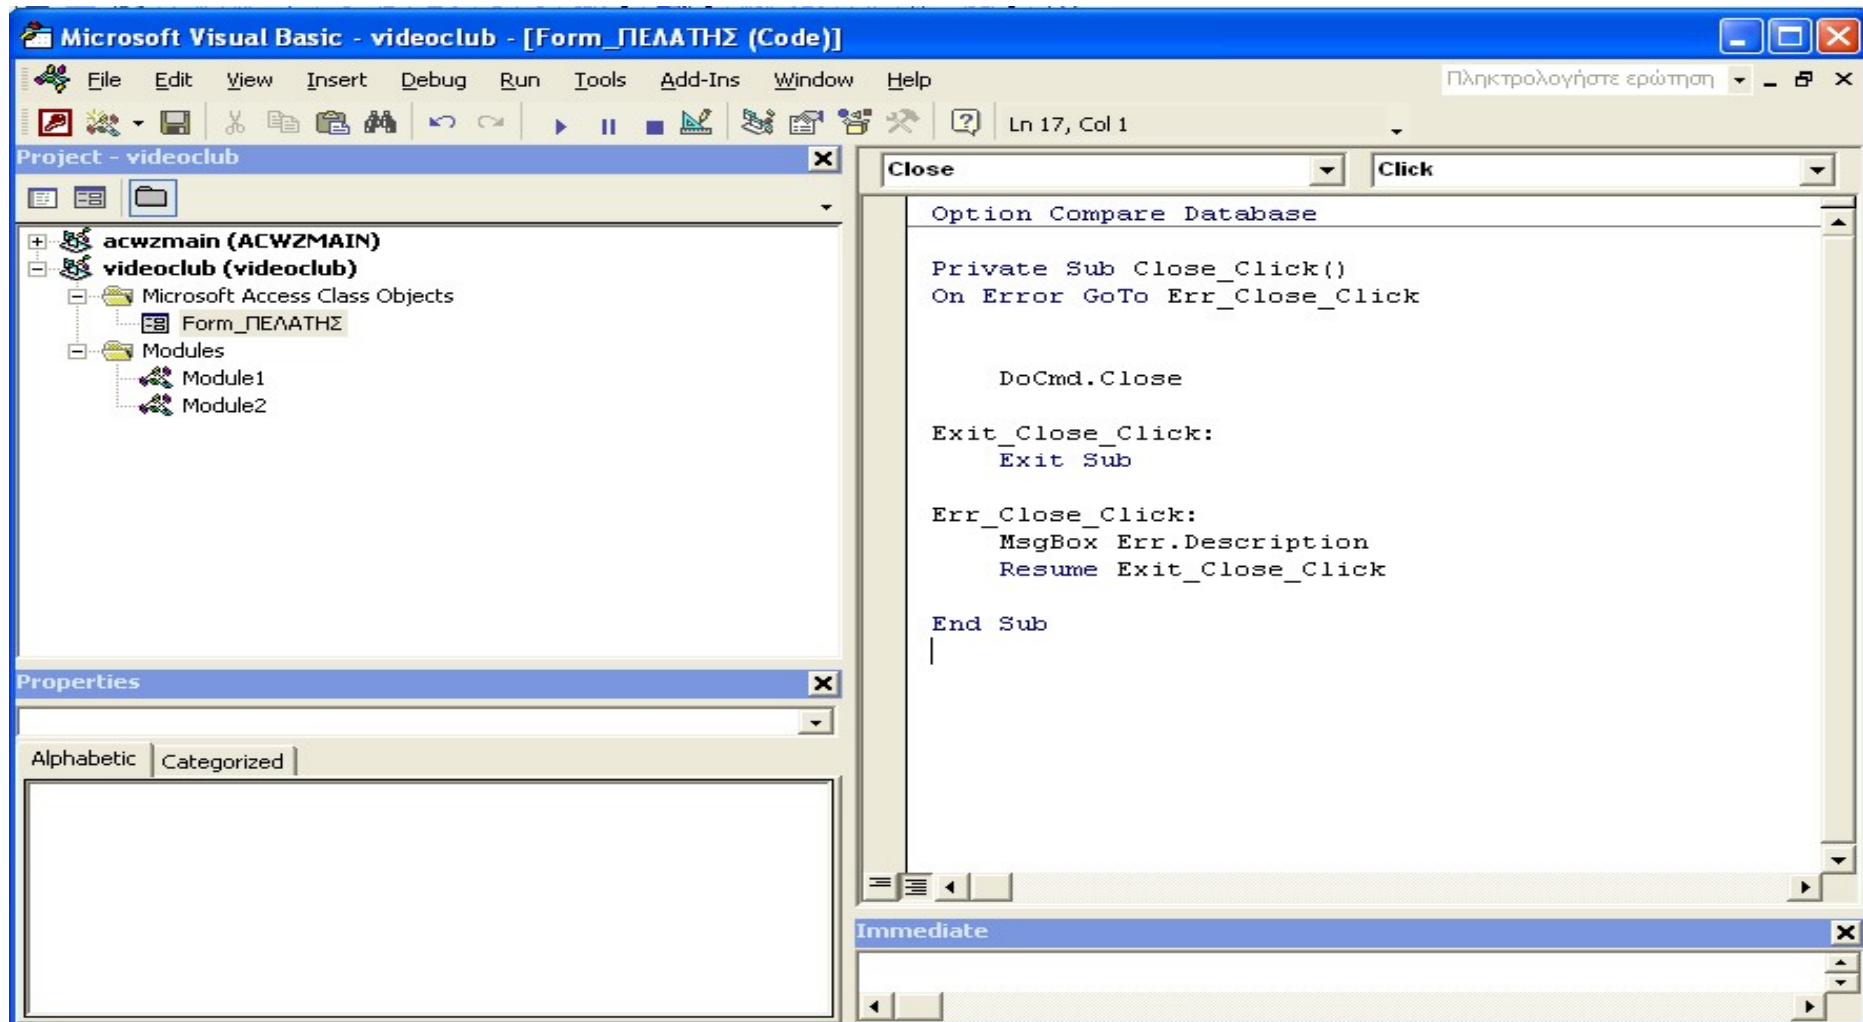 Microsoft Visual Basic - videoclub - [Form_ΠΕΛΑΤΗΣ (Code)]
File Edit View Insert Debug Run Tools Add-Ins Window Help Πληκτρολογήστε ερώτηση
Ln 17, Col 1
Project - videoclub
acwzmain (ACWZMAIN)
videoclub (videoclub)
Microsoft Access Class Objects
Form_ΠΕΛΑΤΗΣ
Modules
Module1
Module2
Properties
Alphabetic Categorized
Close Click
Option Compare Database
Private Sub Close_Click()
On Error GoTo Err_Close_Click
DoCmd.Close
Exit_Close_Click:
Exit Sub
Err_Close_Click:
MsgBox Err.Description
Resume Exit_Close_Click
End Sub
Immediate